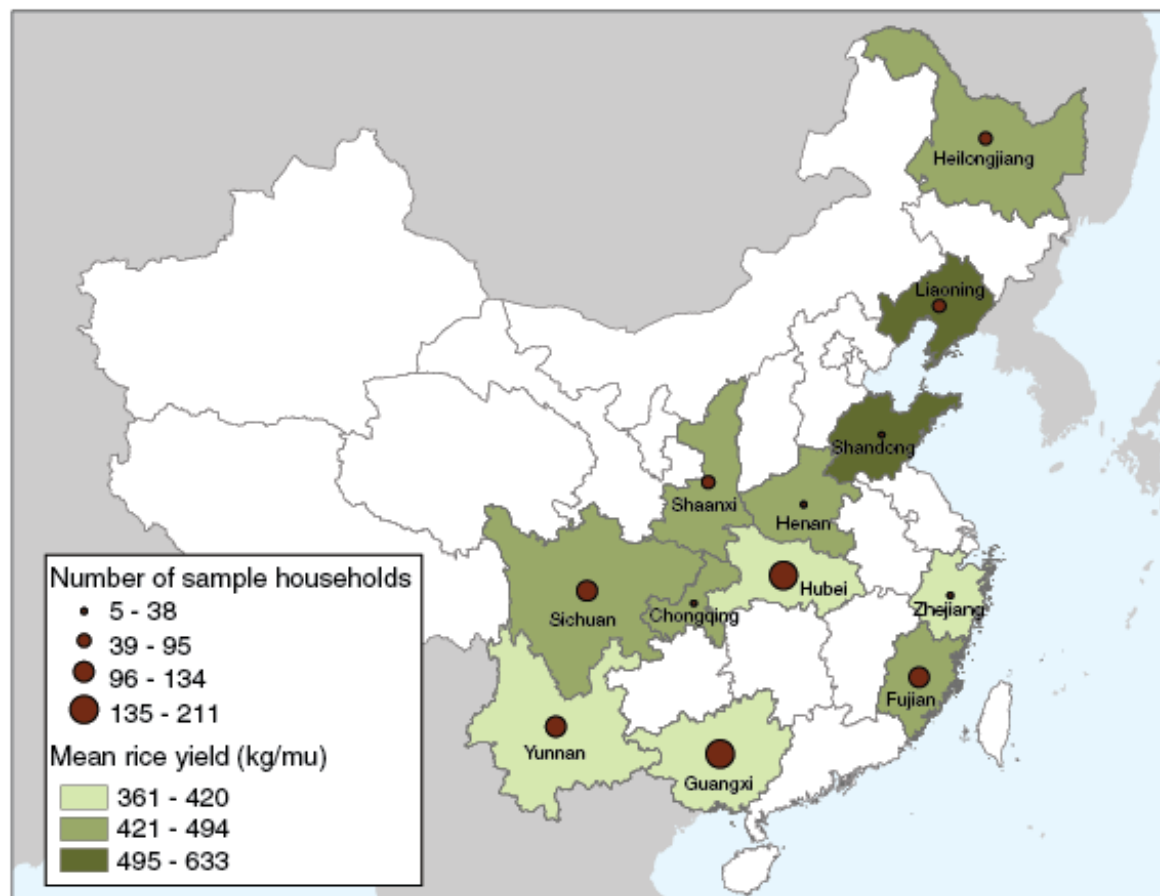 Heilongjiang
Liaoning
Shandong
Shaanxi
Henan
Hubei
Zhejiang
Sichuan
Chongqing
Fujian
Yunnan
Guangxi
Number of sample households
5 - 38
39 - 95
96 - 134
135 - 211
Mean rice yield (kg/mu)
361 - 420
421 - 494
495 - 633